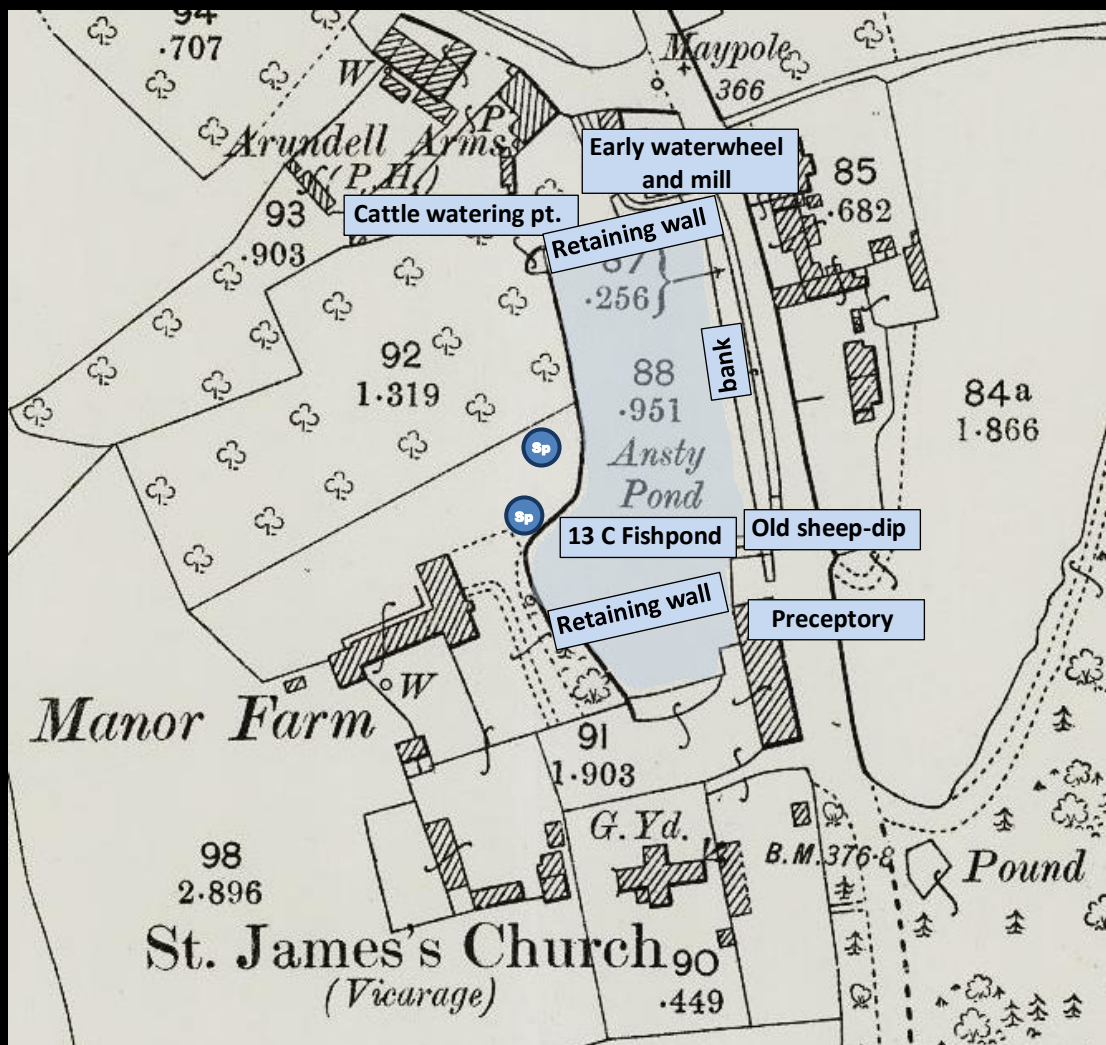 94
.707
Maypole
366
W
P
Arundell Arms
(P.H.)
Early waterwheel
and mill
85
.682
93
.903
Cattle watering pt.
Retaining wall
87
.256
92
1.319
bank
88
.951
84a
1.866
Ansty
Pond
Sp
Sp
13 C Fishpond
Old sheep-dip
Retaining wall
Preceptory
W
Manor Farm
91
1.903
G.Yd.
98
2.896
B.M.376.8
Pound
St. James's Church
(Vicarage)
90
.449